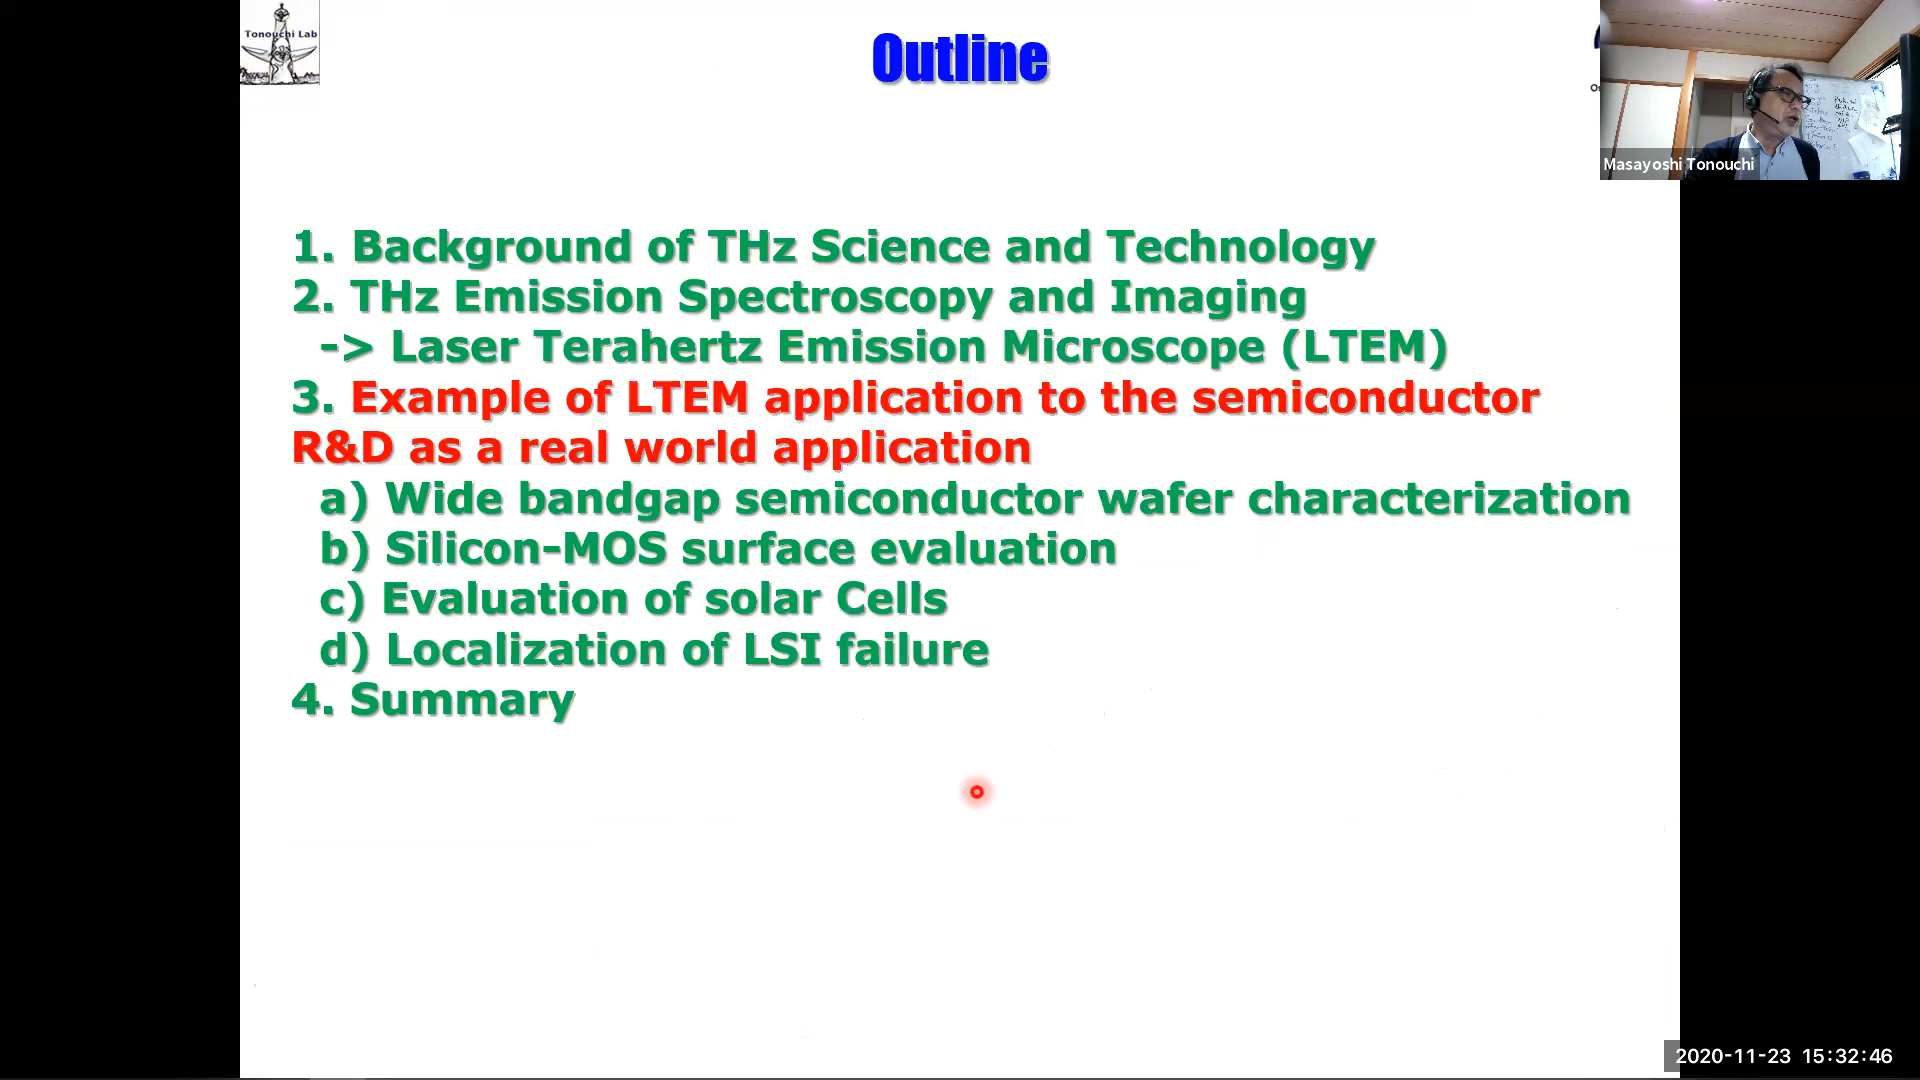 Tonouchi Lab
Outline
1. Background of THz Science and Technology
2. THz Emission Spectroscopy and Imaging
-> Laser Terahertz Emission Microscope (LTEM)
3. Example of LTEM application to the semiconductor
R&D as a real world application
a) Wide bandgap semiconductor wafer characterization
b) Silicon-MOS surface evaluation
c) Evaluation of solar Cells
d) Localization of LSI failure
4. Summary
Masayoshi Tonouchi
2020-11-23 15:32:46